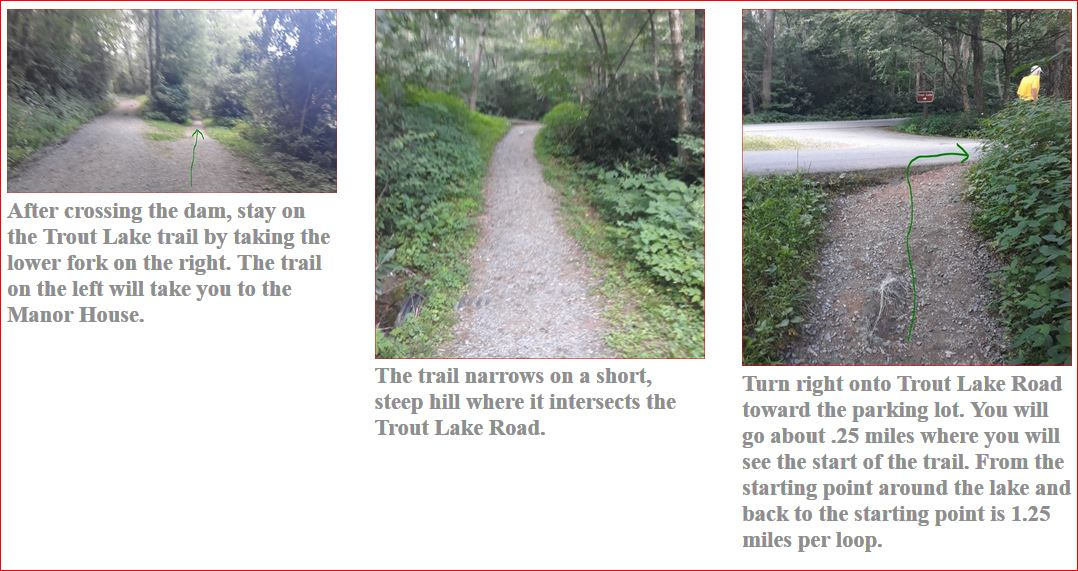 After crossing the dam, stay on
the Trout Lake trail by taking the
lower fork on the right. The trail
on the left will take you to the
Manor House.
The trail narrows on a short,
steep hill where it intersects the
Trout Lake Road.
Turn right onto Trout Lake Road
toward the parking lot. You will
go about .25 miles where you will
see the start of the trail. From the
starting point around the lake and
back to the starting point is 1.25
miles per loop.